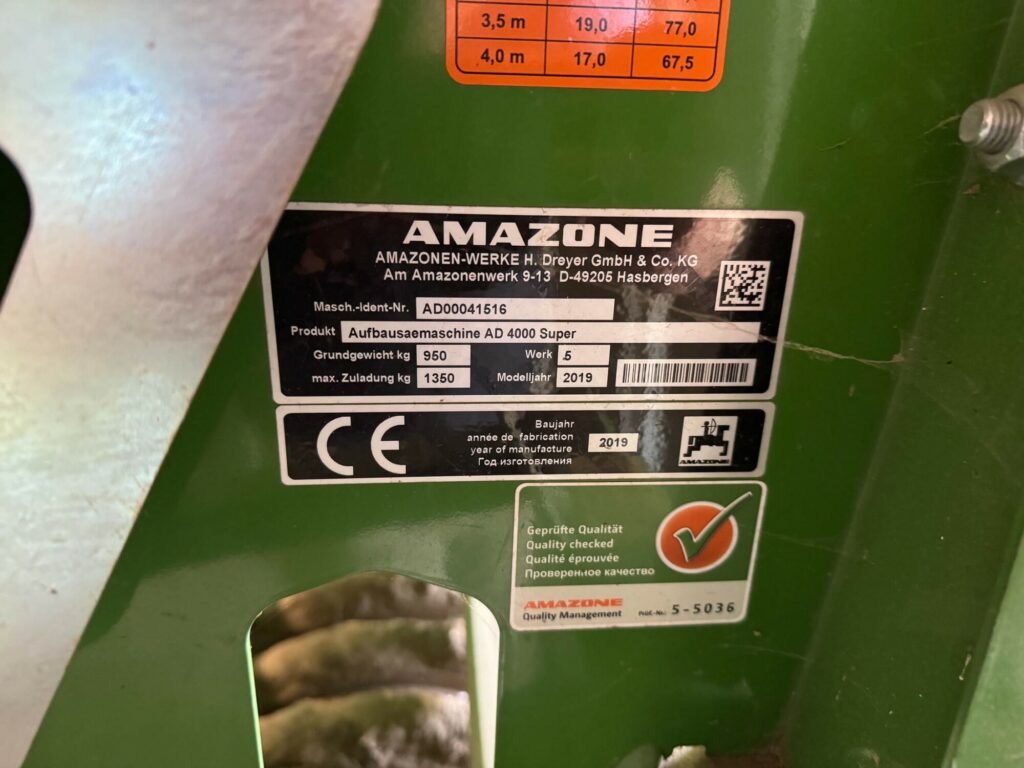 3,5 m 19,0 77,0
4,0 m 17,0 67,5
AMAZONE
AMAZONEN-WERKE H. Dreyer GmbH & Co. KG
Am Amazonenwerk 9-13 D-49205 Hasbergen
Masch.-Ident-Nr. AD00041516
Produkt Aufbausaemaschine AD 4000 Super
Grundgewicht kg 950 Werk 5
max. Zuladung kg 1350 Modelljahr 2019
CE
Baujahr
année de fabrication
year of manufacture
Год изготовления
2019
AMAZONE
Geprüfte Qualität
Quality checked
Qualité éprouvée
Проверенное качество
AMAZONE
Quality Management
Prüf.-Nr.: 5-5036